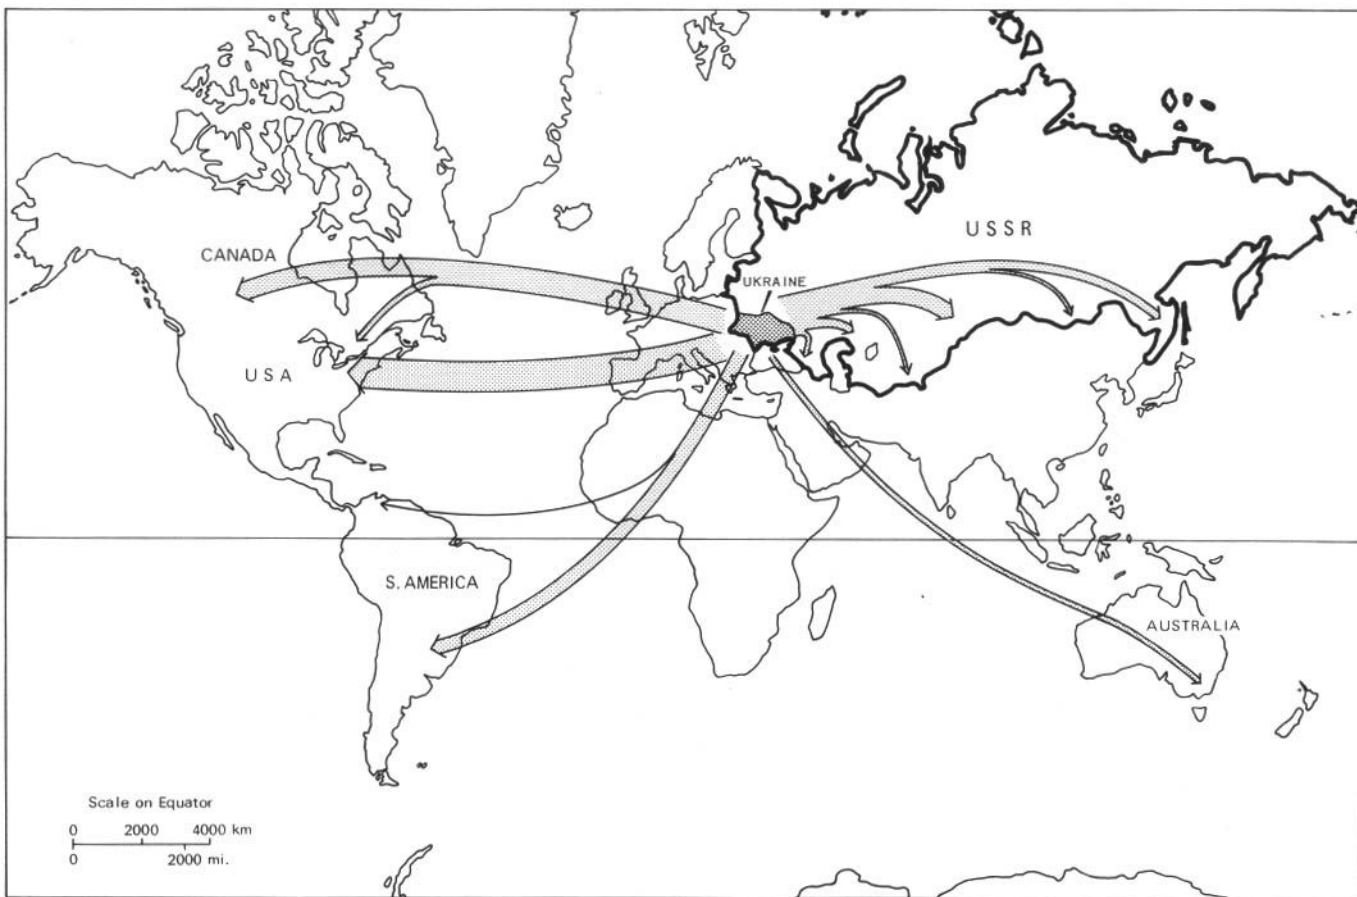 USSR
CANADA
UKRAINE
USA
S. AMERICA
AUSTRALIA
Scale on Equator
0 2000 4000 km
0 2000 mi.